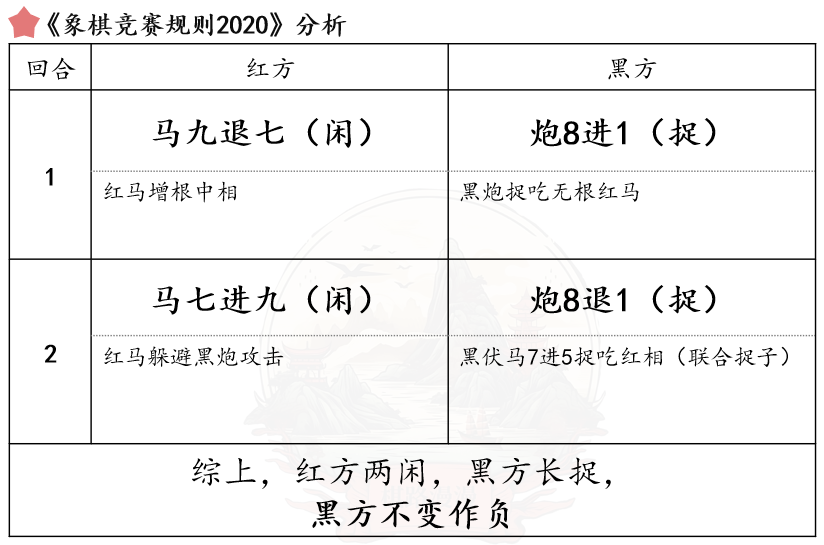 《象棋竞赛规则2020》分析
回合 红方 黑方
1 马九退七（闲） 炮8进1（捉）
红马增根中相 黑炮捉吃无根红马
2 马七进九（闲） 炮8退1（捉）
红马躲避黑炮攻击 黑伏马7进5捉吃红相（联合捉子）
综上，红方两闲，黑方长捉，
黑方不变作负